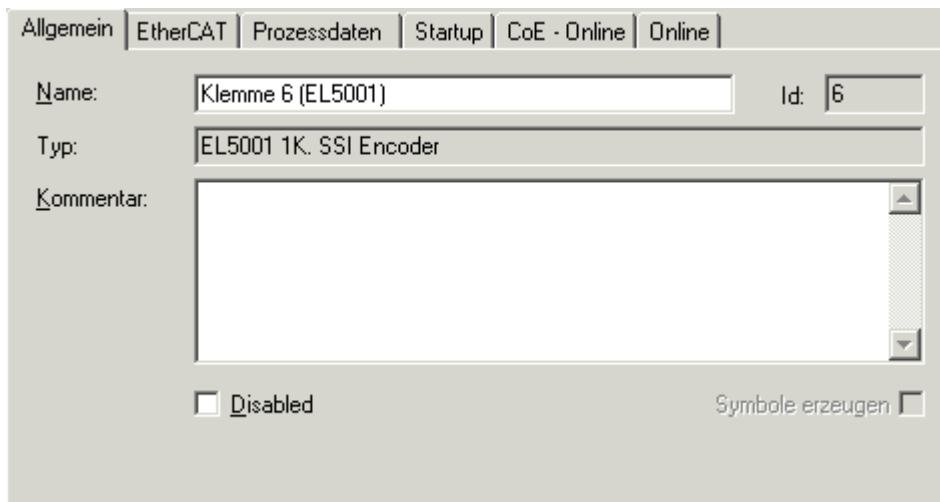 Allgemein EtherCAT Prozessdaten Startup CoE - Online Online
Name: Klemme 6 (EL5001) Id: 6
Typ: EL5001 1K. SSI Encoder
Kommentar:
Disabled Symbole erzeugen